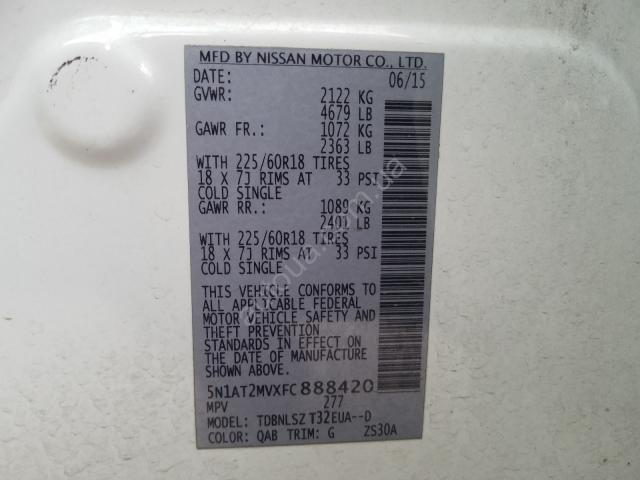 MFD BY NISSAN MOTOR CO., LTD.
DATE: 06/15
GVWR: 2122 KG
4679 LB
GAWR FR.: 1072 KG
2363 LB
WITH 225/60R18 TIRES
18 X 7J RIMS AT 33 PSI
COLD SINGLE
GAWR RR.: 1089 KG
2401 LB
WITH 225/60R18 TIRES
18 X 7J RIMS AT 33 PSI
COLD SINGLE
THIS VEHICLE CONFORMS TO
ALL APPLICABLE FEDERAL
MOTOR VEHICLE SAFETY AND
THEFT PREVENTION
STANDARDS IN EFFECT ON
THE DATE OF MANUFACTURE
SHOWN ABOVE.
5N1AT2MVXFC888420
MPV 277
MODEL: TDBNLSZ T32EUA--D
COLOR: QAB TRIM: G ZS30A
autoua.com.ua